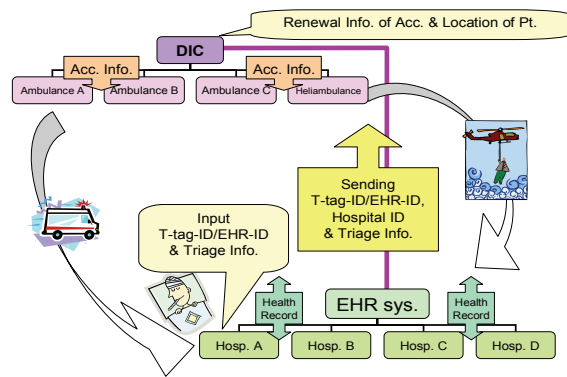 Renewal Info. of Acc. & Location of Pt.
DIC
Acc. Info.
Acc. Info.
Ambulance A
Ambulance B
Ambulance C
Heliambulance
Sending
T-tag-ID/EHR-ID,
Hospital ID
& Triage Info.
Input
T-tag-ID/EHR-ID
& Triage Info.
Health
Record
EHR sys.
Health
Record
Hosp. A
Hosp. B
Hosp. C
Hosp. D